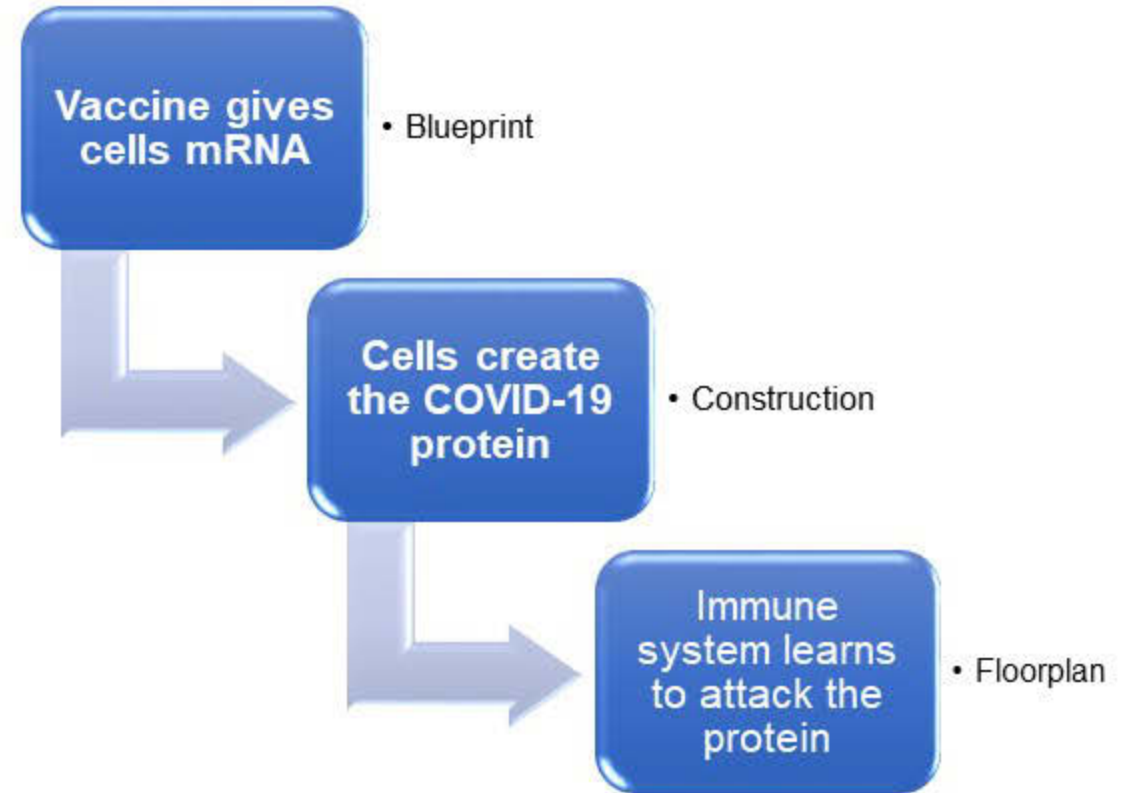 Vaccine gives
cells mRNA
• Blueprint
Cells create
the COVID-19
protein
• Construction
Immune
system learns
to attack the
protein
• Floorplan